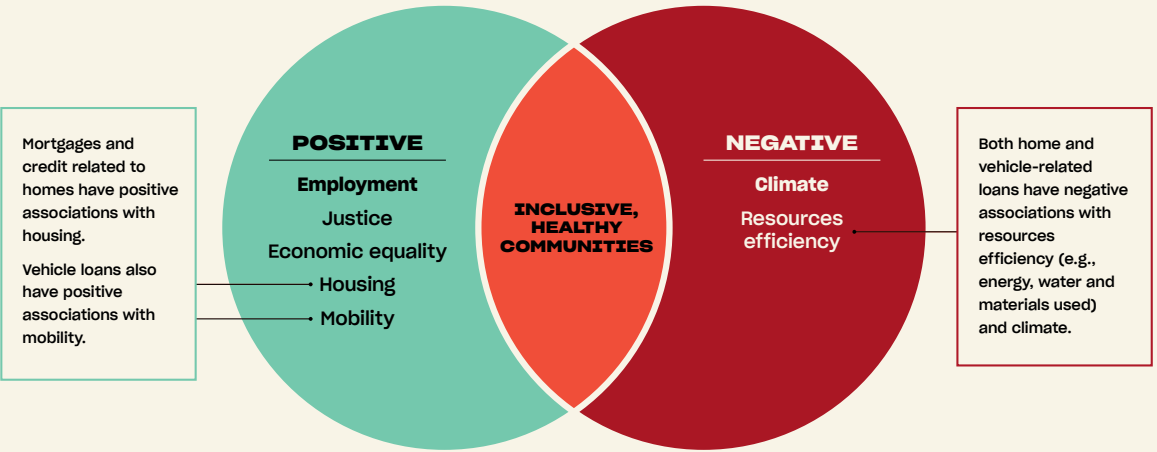 Mortgages and
credit related to
homes have positive
associations with
housing.
Vehicle loans also
have positive
associations with
mobility.
POSITIVE
Employment
Justice
Economic equality
Housing
Mobility
INCLUSIVE,
HEALTHY
COMMUNITIES
NEGATIVE
Climate
Resources
efficiency
Both home and
vehicle-related
loans have negative
associations with
resources
efficiency (e.g.,
energy, water and
materials used)
and climate.